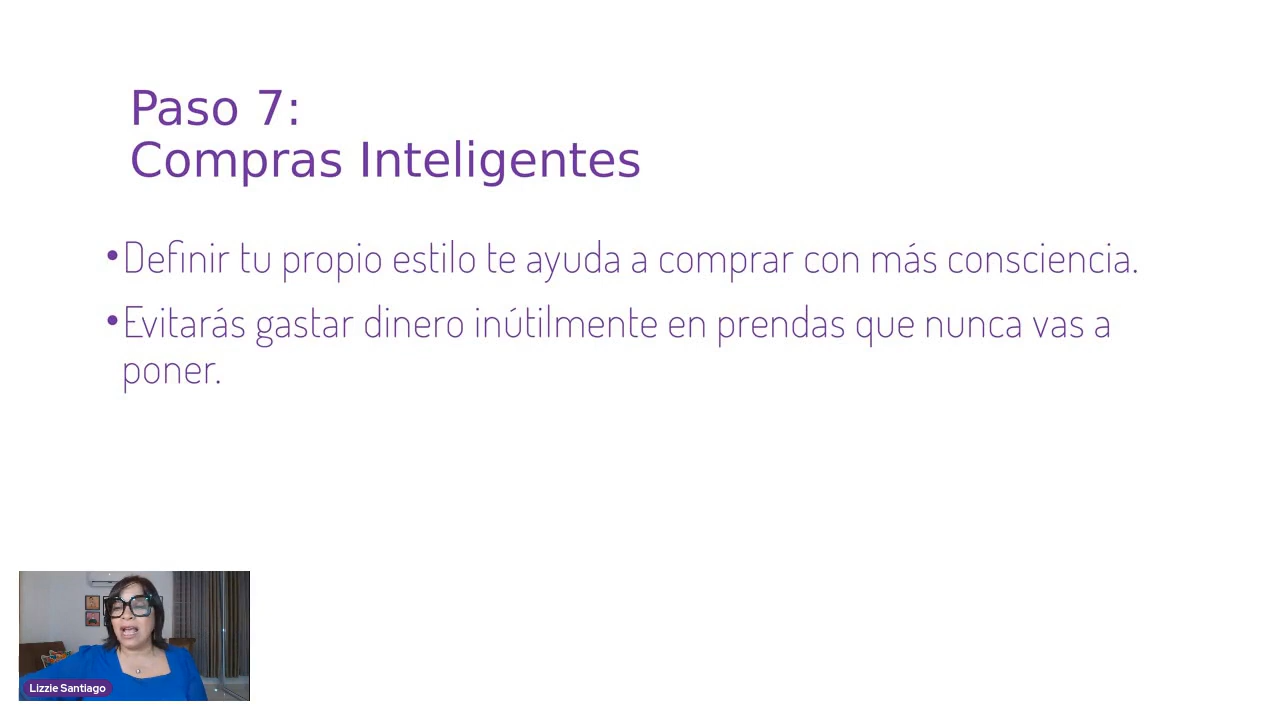 Paso 7:
Compras Inteligentes
•Definir tu propio estilo te ayuda a comprar con más consciencia.
•Evitarás gastar dinero inútilmente en prendas que nunca vas a
poner.
Lizzie Santiago